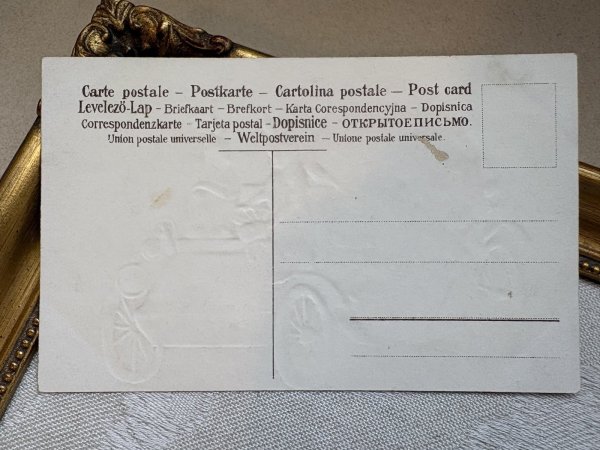 Carte postale – Postkarte – Cartolina postale – Post card
Levelező-Lap – Briefkaart – Brefkort – Karta Corespondencyjna – Dopisnica
Correspondenzkarte – Tarjeta postal – Dopisnice – ОТКРЫТОЕ ПИСЬМО.
Union postale universelle – Weltpostverein – Unione postale universale.